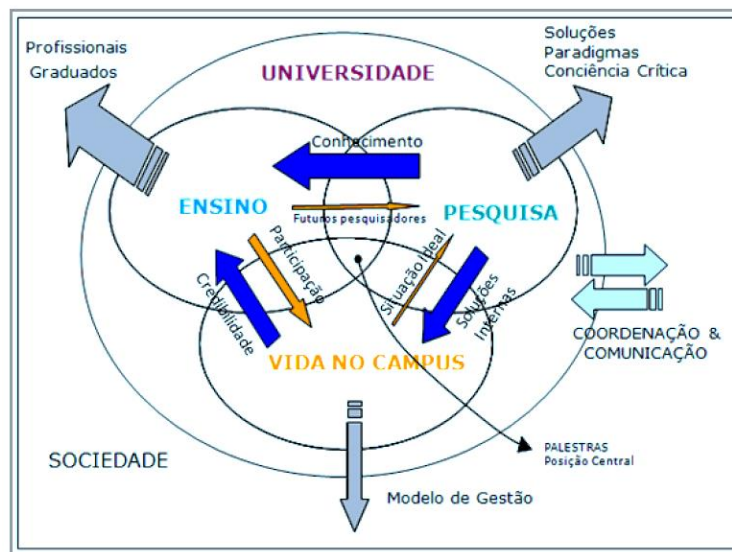 Profissionais
Graduados
Soluções
Paradigmas
Conciência Crítica
UNIVERSIDADE
Conhecimento
ENSINO
Futuros pesquisadores
PESQUISA
Participação
Credibilidade
Situação Ideal
Soluções
Internas
VIDA NO CAMPUS
COORDENAÇÃO &
COMUNICAÇÃO
PALESTRAS
Posição Central
SOCIEDADE
Modelo de Gestão